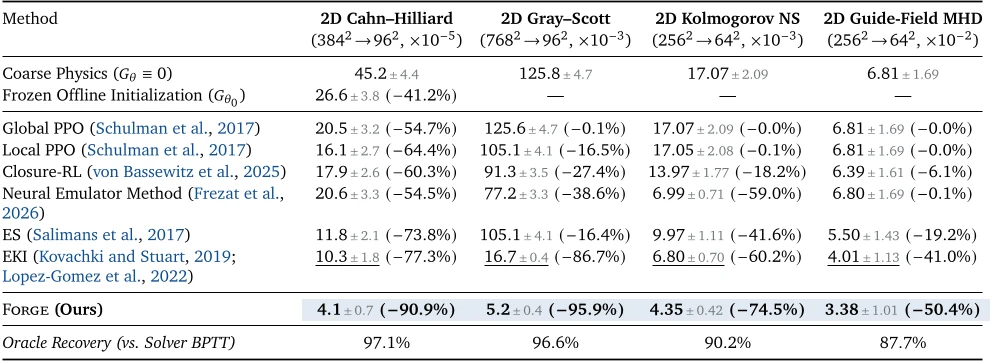 Method 2D Cahn–Hilliard 2D Gray–Scott 2D Kolmogorov NS 2D Guide-Field MHD
(384² → 96², ×10⁻⁵) (768² → 96², ×10⁻³) (256² → 64², ×10⁻³) (256² → 64², ×10⁻²)
Coarse Physics (G_θ ≡ 0) 45.2 ± 4.4 125.8 ± 4.7 17.07 ± 2.09 6.81 ± 1.69
Frozen Offline Initialization (G_θ₀) 26.6 ± 3.8 (−41.2%) — — —
Global PPO (Schulman et al., 2017) 20.5 ± 3.2 (−54.7%) 125.6 ± 4.7 (−0.1%) 17.07 ± 2.09 (−0.0%) 6.81 ± 1.69 (−0.0%)
Local PPO (Schulman et al., 2017) 16.1 ± 2.7 (−64.4%) 105.1 ± 4.1 (−16.5%) 17.05 ± 2.08 (−0.1%) 6.81 ± 1.69 (−0.0%)
Closure-RL (von Bassewitz et al., 2025) 17.9 ± 2.6 (−60.3%) 91.3 ± 3.5 (−27.4%) 13.97 ± 1.77 (−18.2%) 6.39 ± 1.61 (−6.1%)
Neural Emulator Method (Frezat et al., 20.6 ± 3.3 (−54.5%) 77.2 ± 3.3 (−38.6%) 6.99 ± 0.71 (−59.0%) 6.80 ± 1.69 (−0.1%)
2026)
ES (Salimans et al., 2017) 11.8 ± 2.1 (−73.8%) 105.1 ± 4.1 (−16.4%) 9.97 ± 1.11 (−41.6%) 5.50 ± 1.43 (−19.2%)
EKI (Kovachki and Stuart, 2019; 10.3 ± 1.8 (−77.3%) 16.7 ± 0.4 (−86.7%) 6.80 ± 0.70 (−60.2%) 4.01 ± 1.13 (−41.0%)
Lopez-Gomez et al., 2022)
FORGE (Ours) 4.1 ± 0.7 (−90.9%) 5.2 ± 0.4 (−95.9%) 4.35 ± 0.42 (−74.5%) 3.38 ± 1.01 (−50.4%)
Oracle Recovery (vs. Solver BPTT) 97.1% 96.6% 90.2% 87.7%